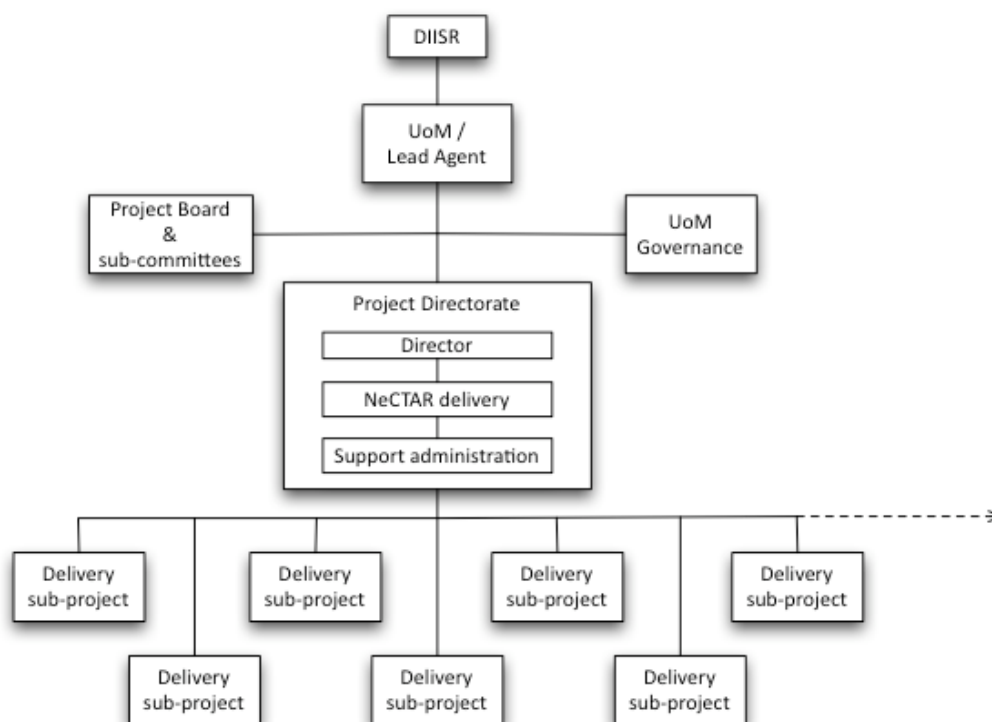 DIISR
UoM /
Lead Agent
Project Board
&
sub-committees
UoM
Governance
Project Directorate
Director
NeCTAR delivery
Support administration
Delivery
sub-project
Delivery
sub-project
Delivery
sub-project
Delivery
sub-project
Delivery
sub-project
Delivery
sub-project
Delivery
sub-project